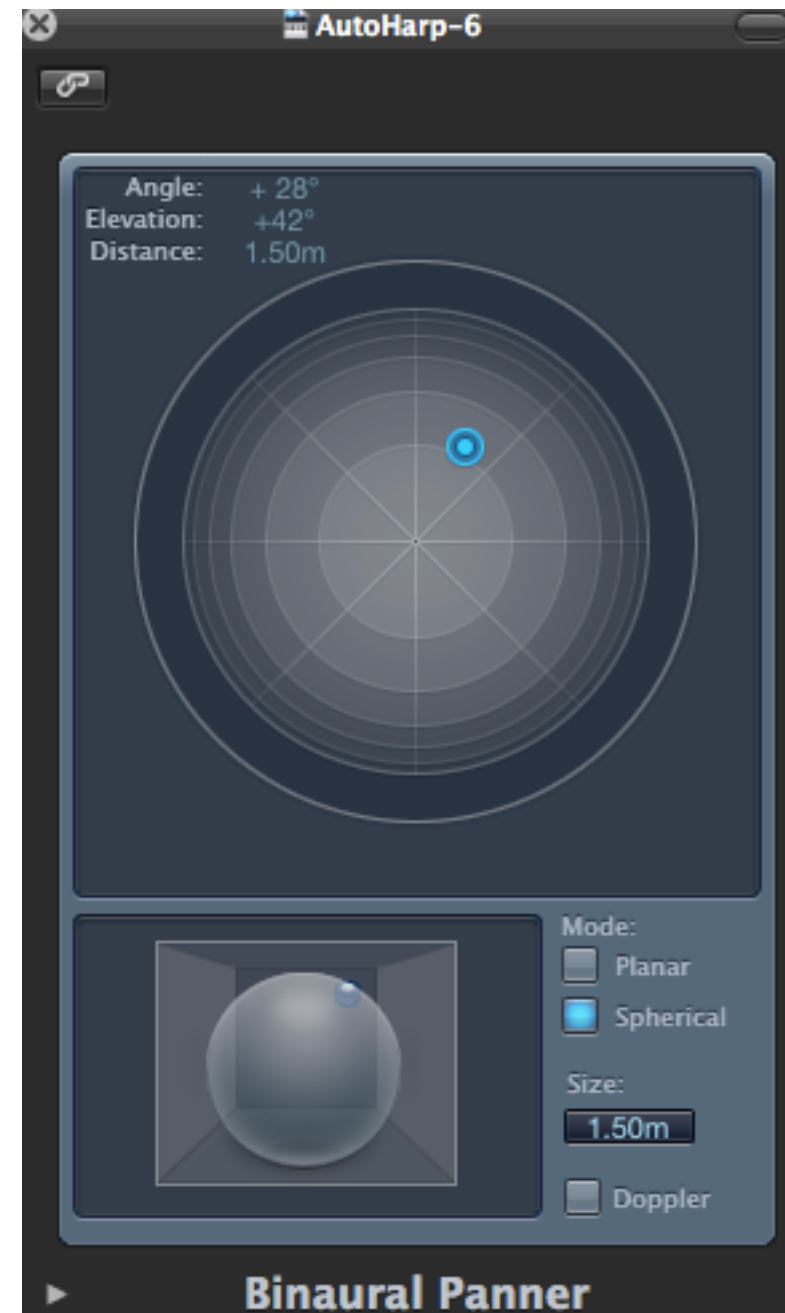 AutoHarp-6
Angle: + 28°
Elevation: +42°
Distance: 1.50m
Mode:
Planar
Spherical
Size:
1.50m
Doppler
Binaural Panner